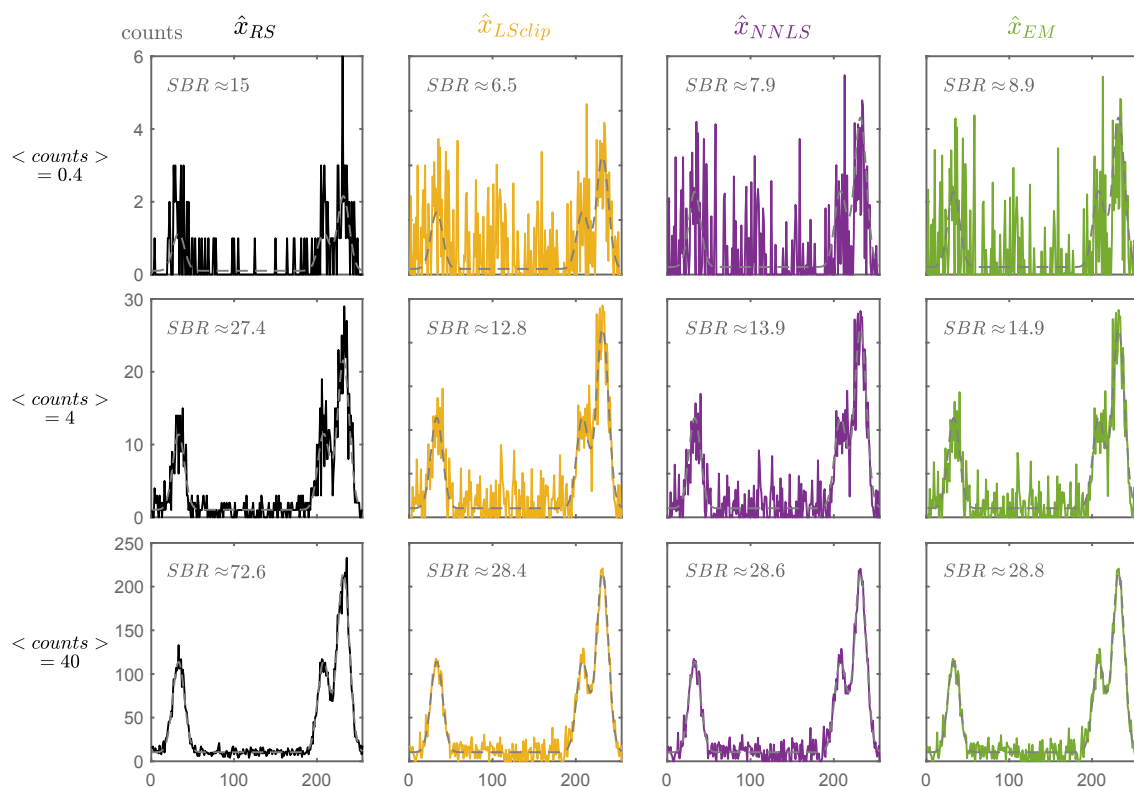 counts
x̂_RS
x̂_LSclip
x̂_NNLS
x̂_EM
< counts >
= 0.4
6
4
2
0
SBR ≈15
SBR ≈6.5
SBR ≈7.9
SBR ≈8.9
< counts >
= 4
30
20
10
0
SBR ≈27.4
SBR ≈12.8
SBR ≈13.9
SBR ≈14.9
< counts >
= 40
250
200
150
100
50
0
SBR ≈72.6
SBR ≈28.4
SBR ≈28.6
SBR ≈28.8
0 100 200
0 100 200
0 100 200
0 100 200